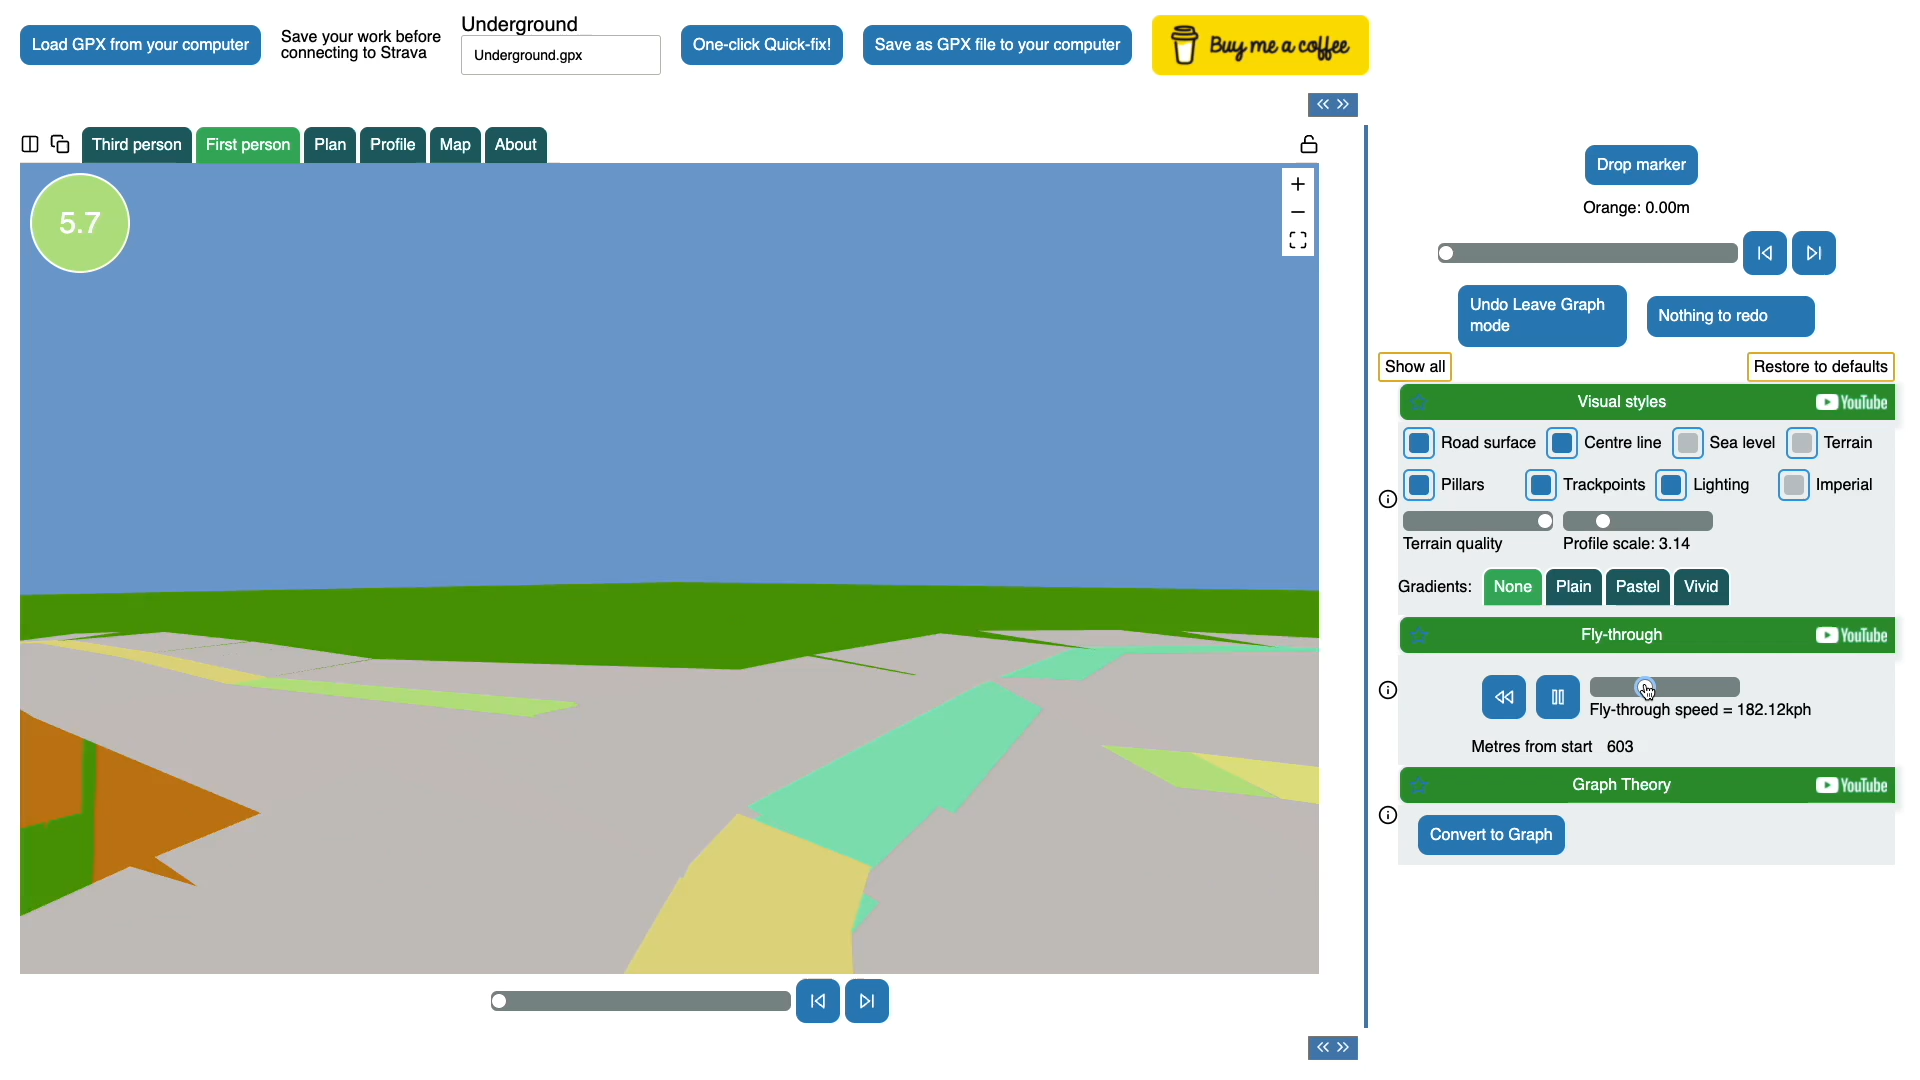 Load GPX from your computer
Save your work before
connecting to Strava
Underground
Underground.gpx
One-click Quick-fix!
Save as GPX file to your computer
Buy me a coffee
Third person
First person
Plan
Profile
Map
About
5.7
Drop marker
Orange: 0.00m
Undo Leave Graph
mode
Nothing to redo
Show all
Restore to defaults
Visual styles
YouTube
Road surface
Centre line
Sea level
Terrain
Pillars
Trackpoints
Lighting
Imperial
Terrain quality
Profile scale: 3.14
Gradients:
None
Plain
Pastel
Vivid
Fly-through
YouTube
Fly-through speed = 182.12kph
Metres from start 603
Graph Theory
YouTube
Convert to Graph